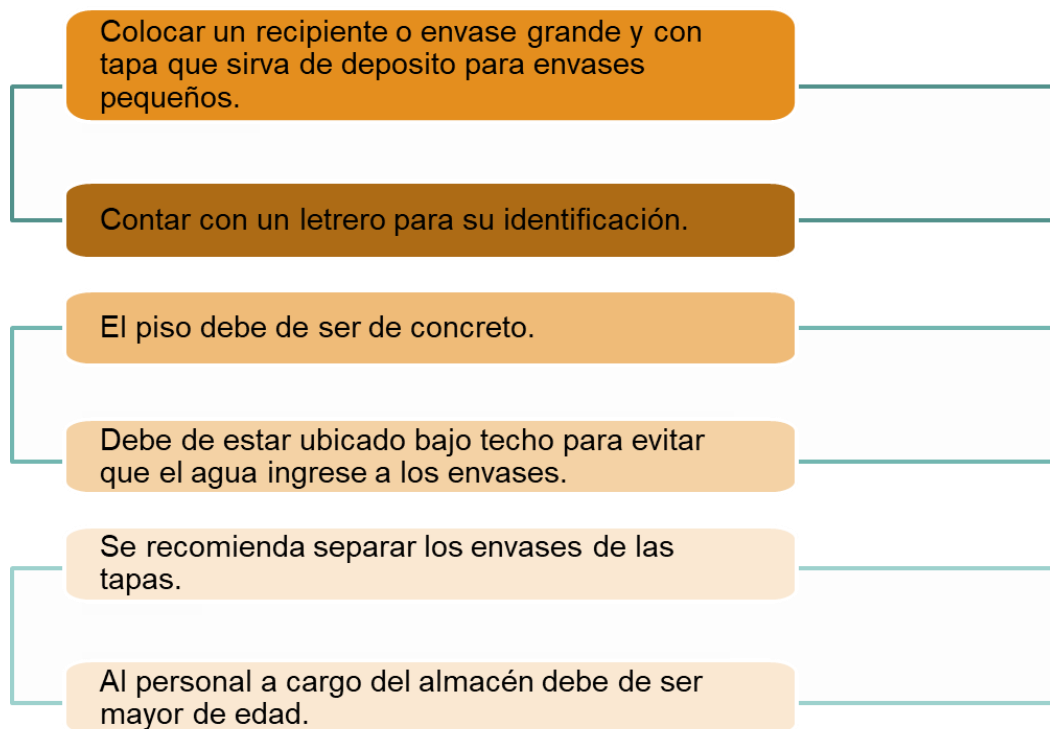 Colocar un recipiente o envase grande y con
tapa que sirva de deposito para envases
pequeños.
Contar con un letrero para su identificación.
El piso debe de ser de concreto.
Debe de estar ubicado bajo techo para evitar
que el agua ingrese a los envases.
Se recomienda separar los envases de las
tapas.
Al personal a cargo del almacén debe de ser
mayor de edad.